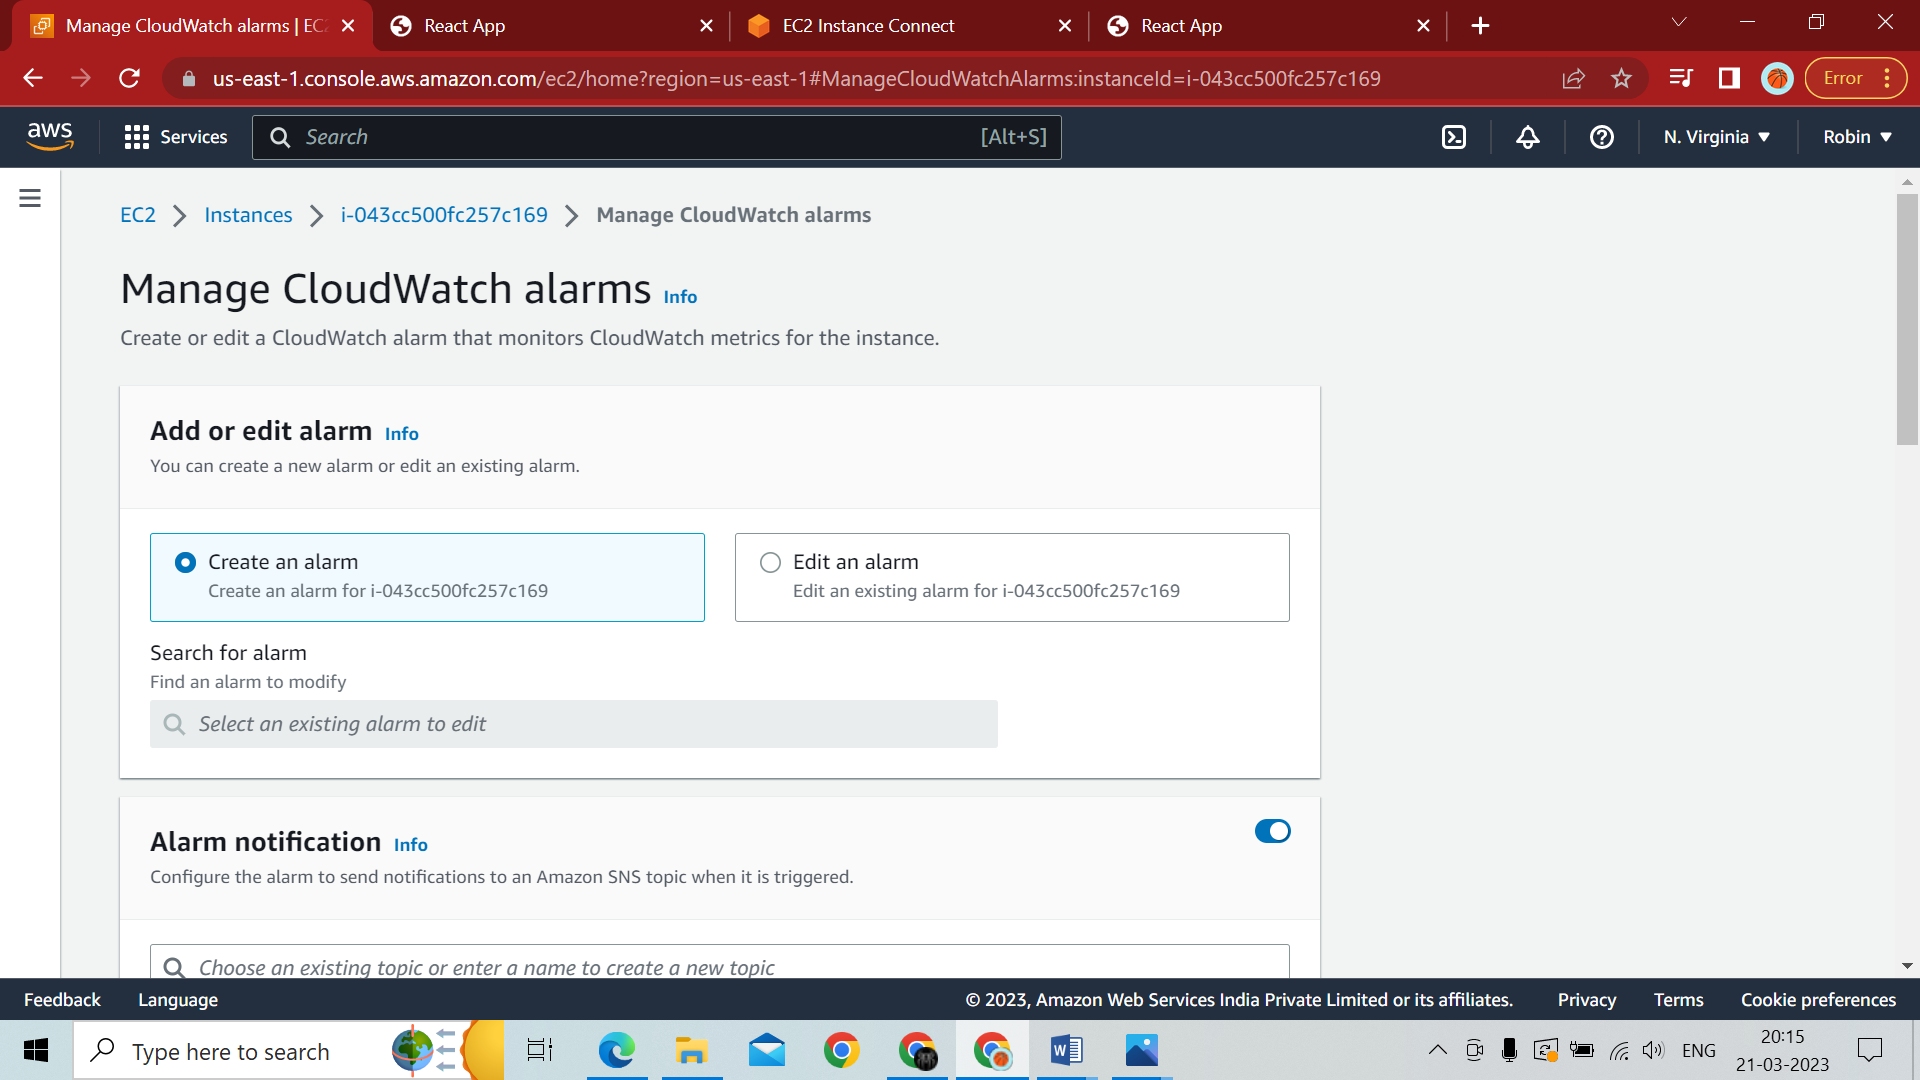 Manage CloudWatch alarms | EC
React App
EC2 Instance Connect
React App
us-east-1.console.aws.amazon.com/ec2/home?region=us-east-1#ManageCloudWatchAlarms:instanceId=i-043cc500fc257c169
Error
aws
Services
Search
[Alt+S]
N. Virginia
Robin
EC2
Instances
i-043cc500fc257c169
Manage CloudWatch alarms
Manage CloudWatch alarms Info
Create or edit a CloudWatch alarm that monitors CloudWatch metrics for the instance.
Add or edit alarm Info
You can create a new alarm or edit an existing alarm.
Create an alarm
Create an alarm for i-043cc500fc257c169
Edit an alarm
Edit an existing alarm for i-043cc500fc257c169
Search for alarm
Find an alarm to modify
Select an existing alarm to edit
Alarm notification Info
Configure the alarm to send notifications to an Amazon SNS topic when it is triggered.
Choose an existing topic or enter a name to create a new topic
Feedback
Language
© 2023, Amazon Web Services India Private Limited or its affiliates.
Privacy
Terms
Cookie preferences
Type here to search
ENG
20:15
21-03-2023